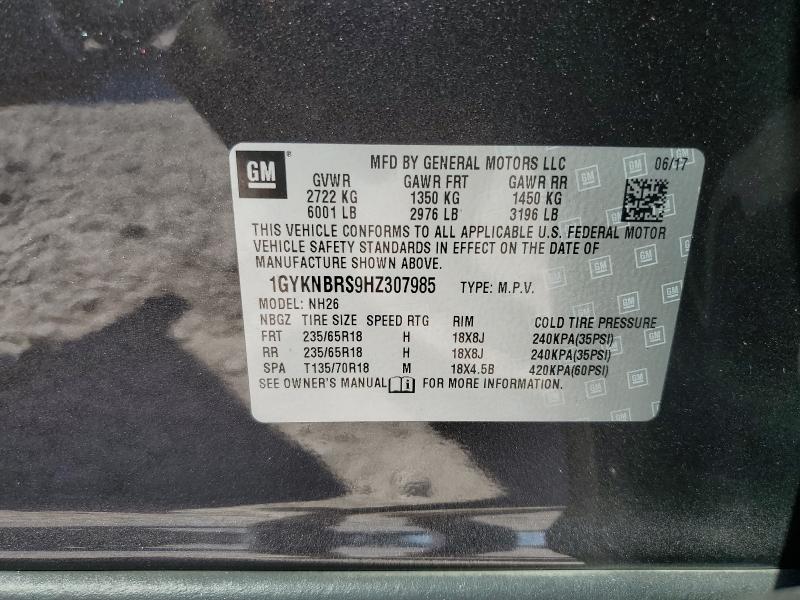 GM ®
MFD BY GENERAL MOTORS LLC 06/17
GVWR GAWR FRT GAWR RR
2722 KG 1350 KG 1450 KG
6001 LB 2976 LB 3196 LB
THIS VEHICLE CONFORMS TO ALL APPLICABLE U.S. FEDERAL MOTOR
VEHICLE SAFETY STANDARDS IN EFFECT ON THE DATE OF
MANUFACTURE SHOWN ABOVE.
1GYKNBRS9HZ307985 TYPE: M.P.V.
MODEL: NH26
NBGZ TIRE SIZE SPEED RTG RIM COLD TIRE PRESSURE
FRT 235/65R18 H 18X8J 240KPA(35PSI)
RR 235/65R18 H 18X8J 240KPA(35PSI)
SPA T135/70R18 M 18X4.5B 420KPA(60PSI)
SEE OWNER'S MANUAL FOR MORE INFORMATION.